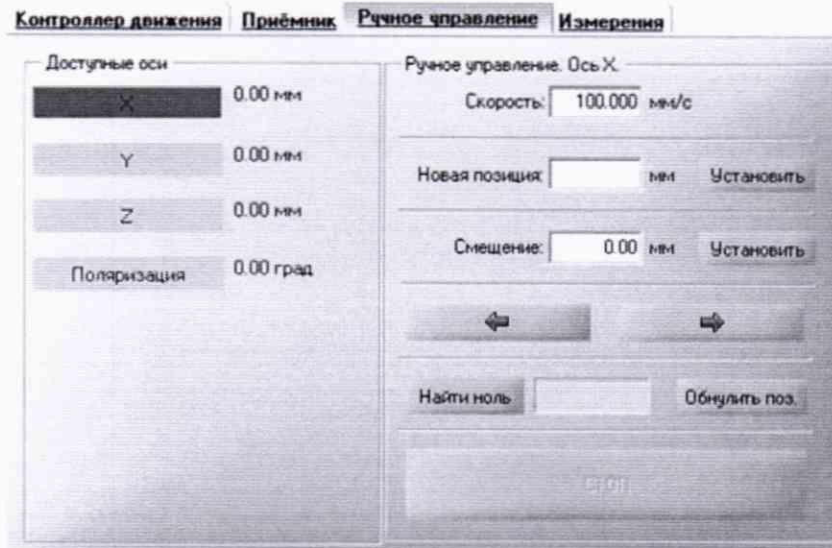 Контроллер движения Приёмник Ручное управление Измерения
Доступные оси
X 0.00 мм
Y 0.00 мм
Z 0.00 мм
Поляризация 0.00 град
Ручное управление. Ось X.
Скорость: 100.000 мм/с
Новая позиция: мм Установить
Смещение: 0.00 мм Установить
Найти ноль Обнулить поз.
Стоп